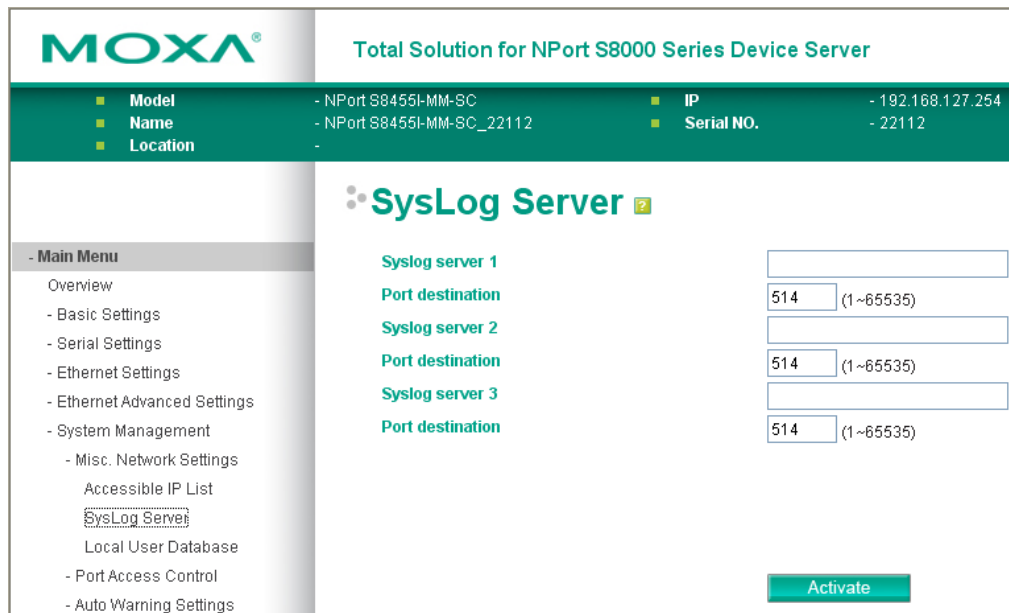 MOXA®
Total Solution for NPort S8000 Series Device Server
Model - NPort S8455I-MM-SC IP - 192.168.127.254
Name - NPort S8455I-MM-SC_22112 Serial NO. - 22112
Location -
SysLog Server ?
- Main Menu
Overview
- Basic Settings
- Serial Settings
- Ethernet Settings
- Ethernet Advanced Settings
- System Management
- Misc. Network Settings
Accessible IP List
SysLog Server
Local User Database
- Port Access Control
- Auto Warning Settings
Syslog server 1
Port destination 514 (1~65535)
Syslog server 2
Port destination 514 (1~65535)
Syslog server 3
Port destination 514 (1~65535)
Activate